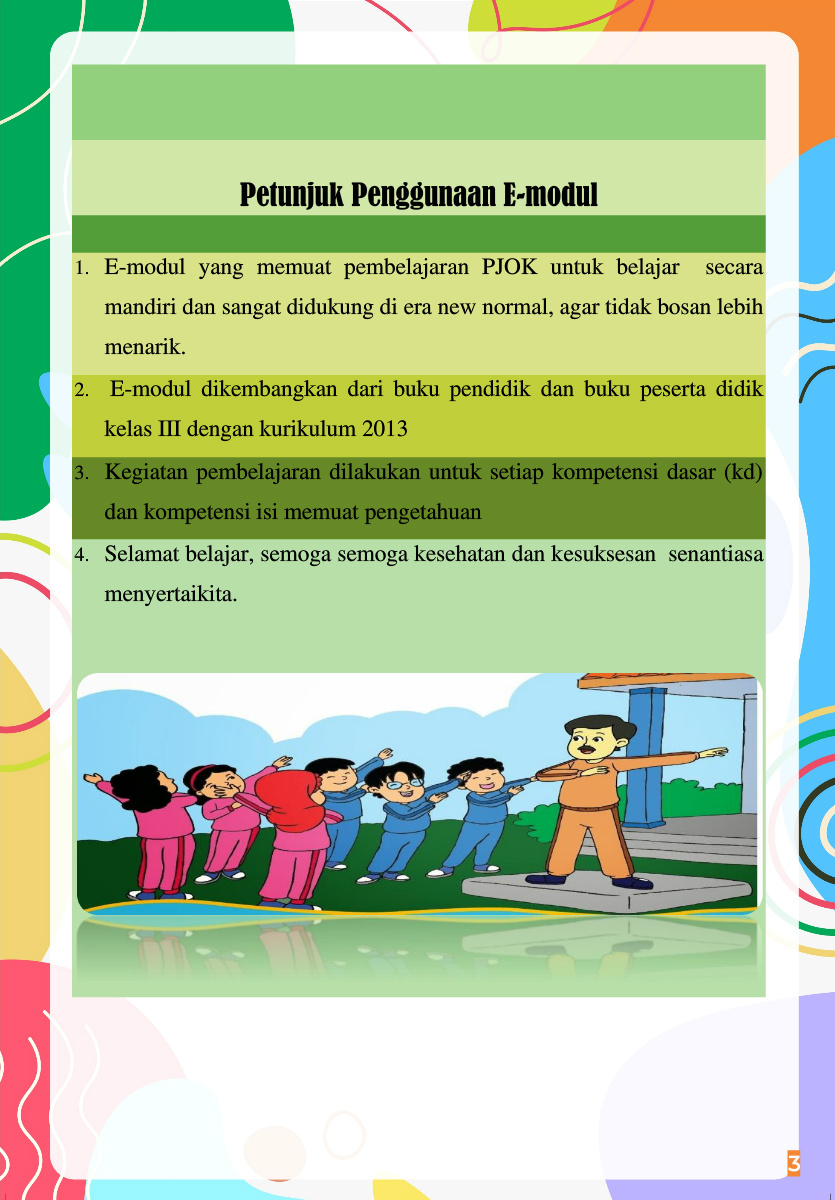 Petunjuk Penggunaan E-modul
1. E-modul yang memuat pembelajaran PJOK untuk belajar secara
mandiri dan sangat didukung di era new normal, agar tidak bosan lebih
menarik.
2. E-modul dikembangkan dari buku pendidik dan buku peserta didik
kelas III dengan kurikulum 2013
3. Kegiatan pembelajaran dilakukan untuk setiap kompetensi dasar (kd)
dan kompetensi isi memuat pengetahuan
4. Selamat belajar, semoga semoga kesehatan dan kesuksesan senantiasa
menyertaikita.
3